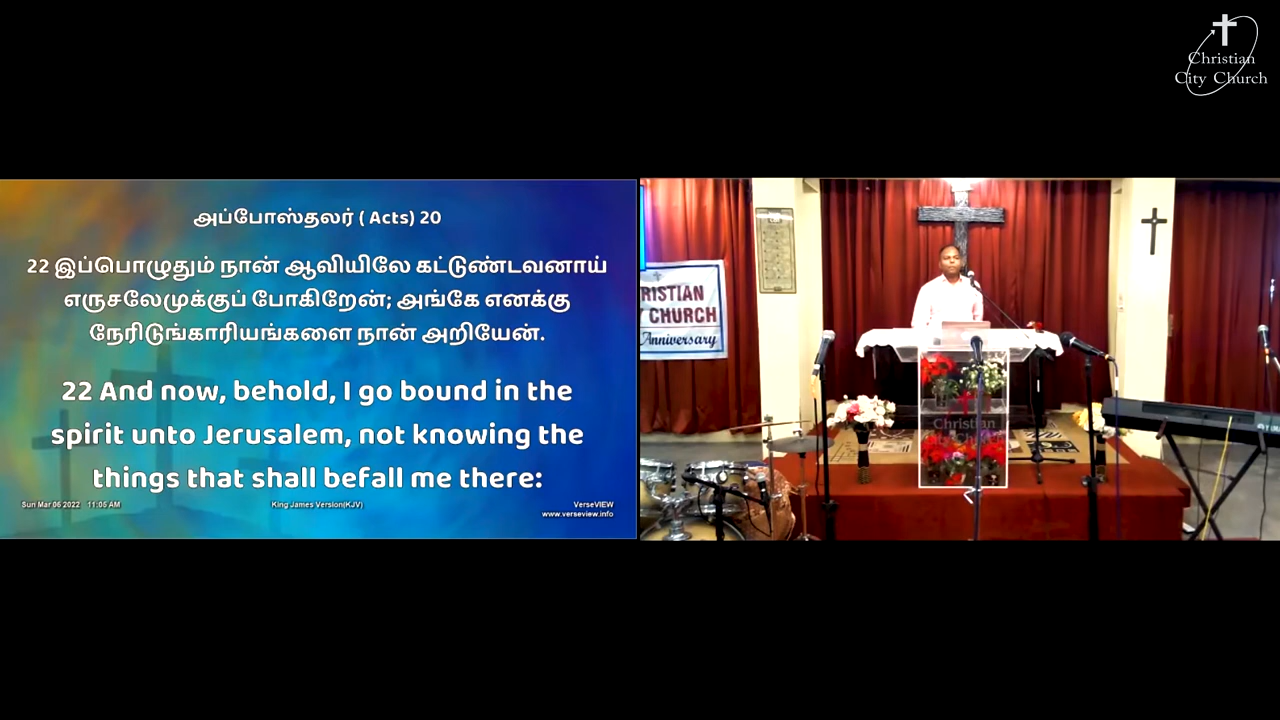 Christian
City Church
அப்போஸ்தலர் ( Acts) 20
22 இப்பொழுதும் நான் ஆவியிலே கட்டுண்டவனாய்
எருசலேமுக்குப் போகிறேன்; அங்கே எனக்கு
நேரிடுங்காரியங்களை நான் அறியேன்.
22 And now, behold, I go bound in the
spirit unto Jerusalem, not knowing the
things that shall befall me there:
Sun Mar 06 2022 11:05 AM
King James Version(KJV)
VerseVIEW
www.verseview.info
RISTIAN
Y CHURCH
Anniversary
Christian
City Church